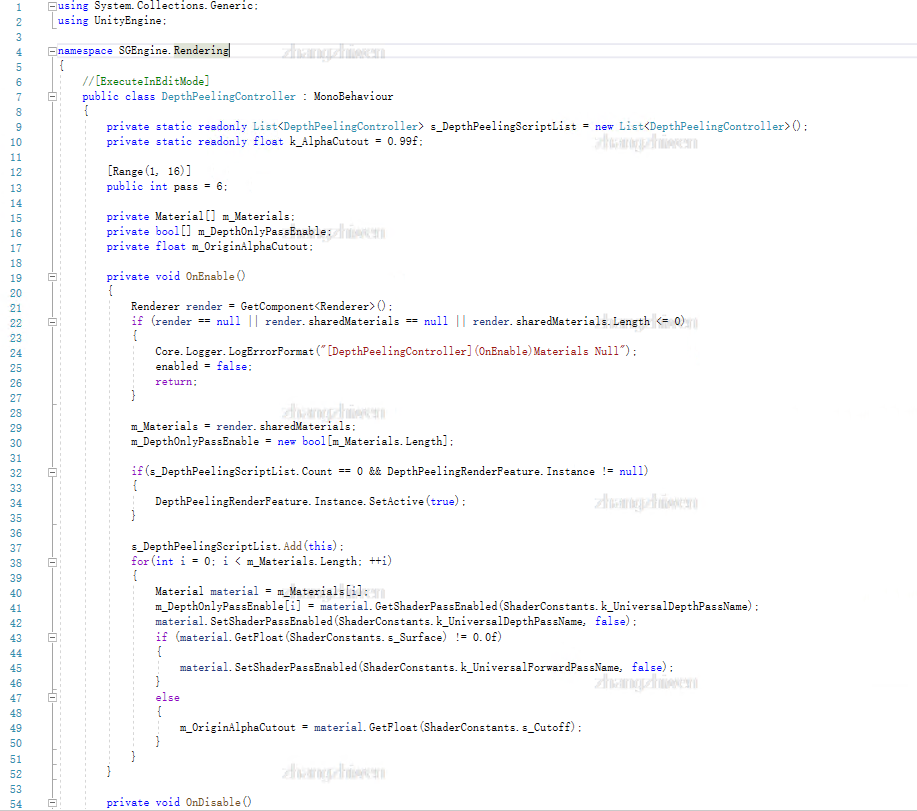 1 using System.Collections.Generic;
2 using UnityEngine;
3
4 namespace SGEngine.Rendering
5 {
6 //[ExecuteInEditMode]
7 public class DepthPeelingController : MonoBehaviour
8 {
9 private static readonly List<DepthPeelingController> s_DepthPeelingScriptList = new List<DepthPeelingController>();
10 private static readonly float k_AlphaCutout = 0.99f;
11
12 [Range(1, 16)]
13 public int pass = 6;
14
15 private Material[] m_Materials;
16 private bool[] m_DepthOnlyPassEnable;
17 private float m_OriginAlphaCutout;
18
19 private void OnEnable()
20 {
21 Renderer render = GetComponent<Renderer>();
22 if (render == null || render.sharedMaterials == null || render.sharedMaterials.Length <= 0)
23 {
24 Core.Logger.LogErrorFormat("[DepthPeelingController](OnEnable)Materials Null");
25 enabled = false;
26 return;
27 }
28
29 m_Materials = render.sharedMaterials;
30 m_DepthOnlyPassEnable = new bool[m_Materials.Length];
31
32 if(s_DepthPeelingScriptList.Count == 0 && DepthPeelingRenderFeature.Instance != null)
33 {
34 DepthPeelingRenderFeature.Instance.SetActive(true);
35 }
36
37 s_DepthPeelingScriptList.Add(this);
38 for(int i = 0; i < m_Materials.Length; ++i)
39 {
40 Material material = m_Materials[i];
41 m_DepthOnlyPassEnable[i] = material.GetShaderPassEnabled(ShaderConstants.k_UniversalDepthPassName);
42 material.SetShaderPassEnabled(ShaderConstants.k_UniversalDepthPassName, false);
43 if (material.GetFloat(ShaderConstants.s_Surface) != 0.0f)
44 {
45 material.SetShaderPassEnabled(ShaderConstants.k_UniversalForwardPassName, false);
46 }
47 else
48 {
49 m_OriginAlphaCutout = material.GetFloat(ShaderConstants.s_Cutoff);
50 }
51 }
52 }
53
54 private void OnDisable()
zhangzhiwen
zhangzhiwen
zhangzhiwen
zhangzhiwen
zhangzhiwen
zhangzhiwen
zhangzhiwen
zhangzhiwen
zhangzhiwen